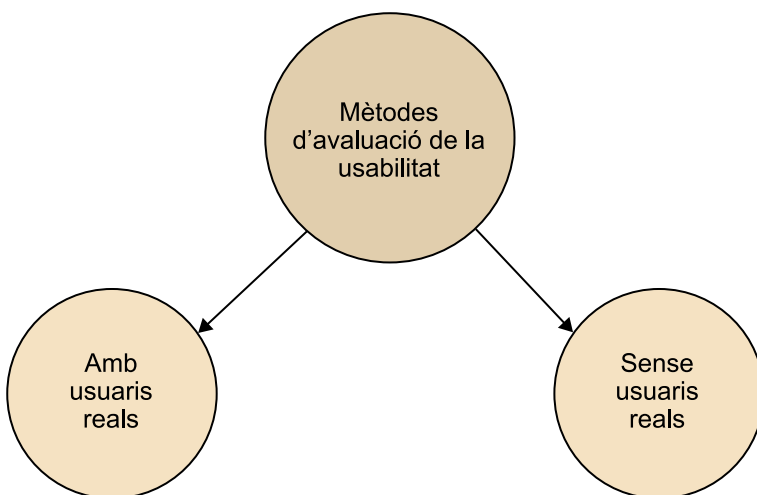 Mètodes
d’avaluació de la
usabilitat
Amb
usuaris
reals
Sense
usuaris
reals